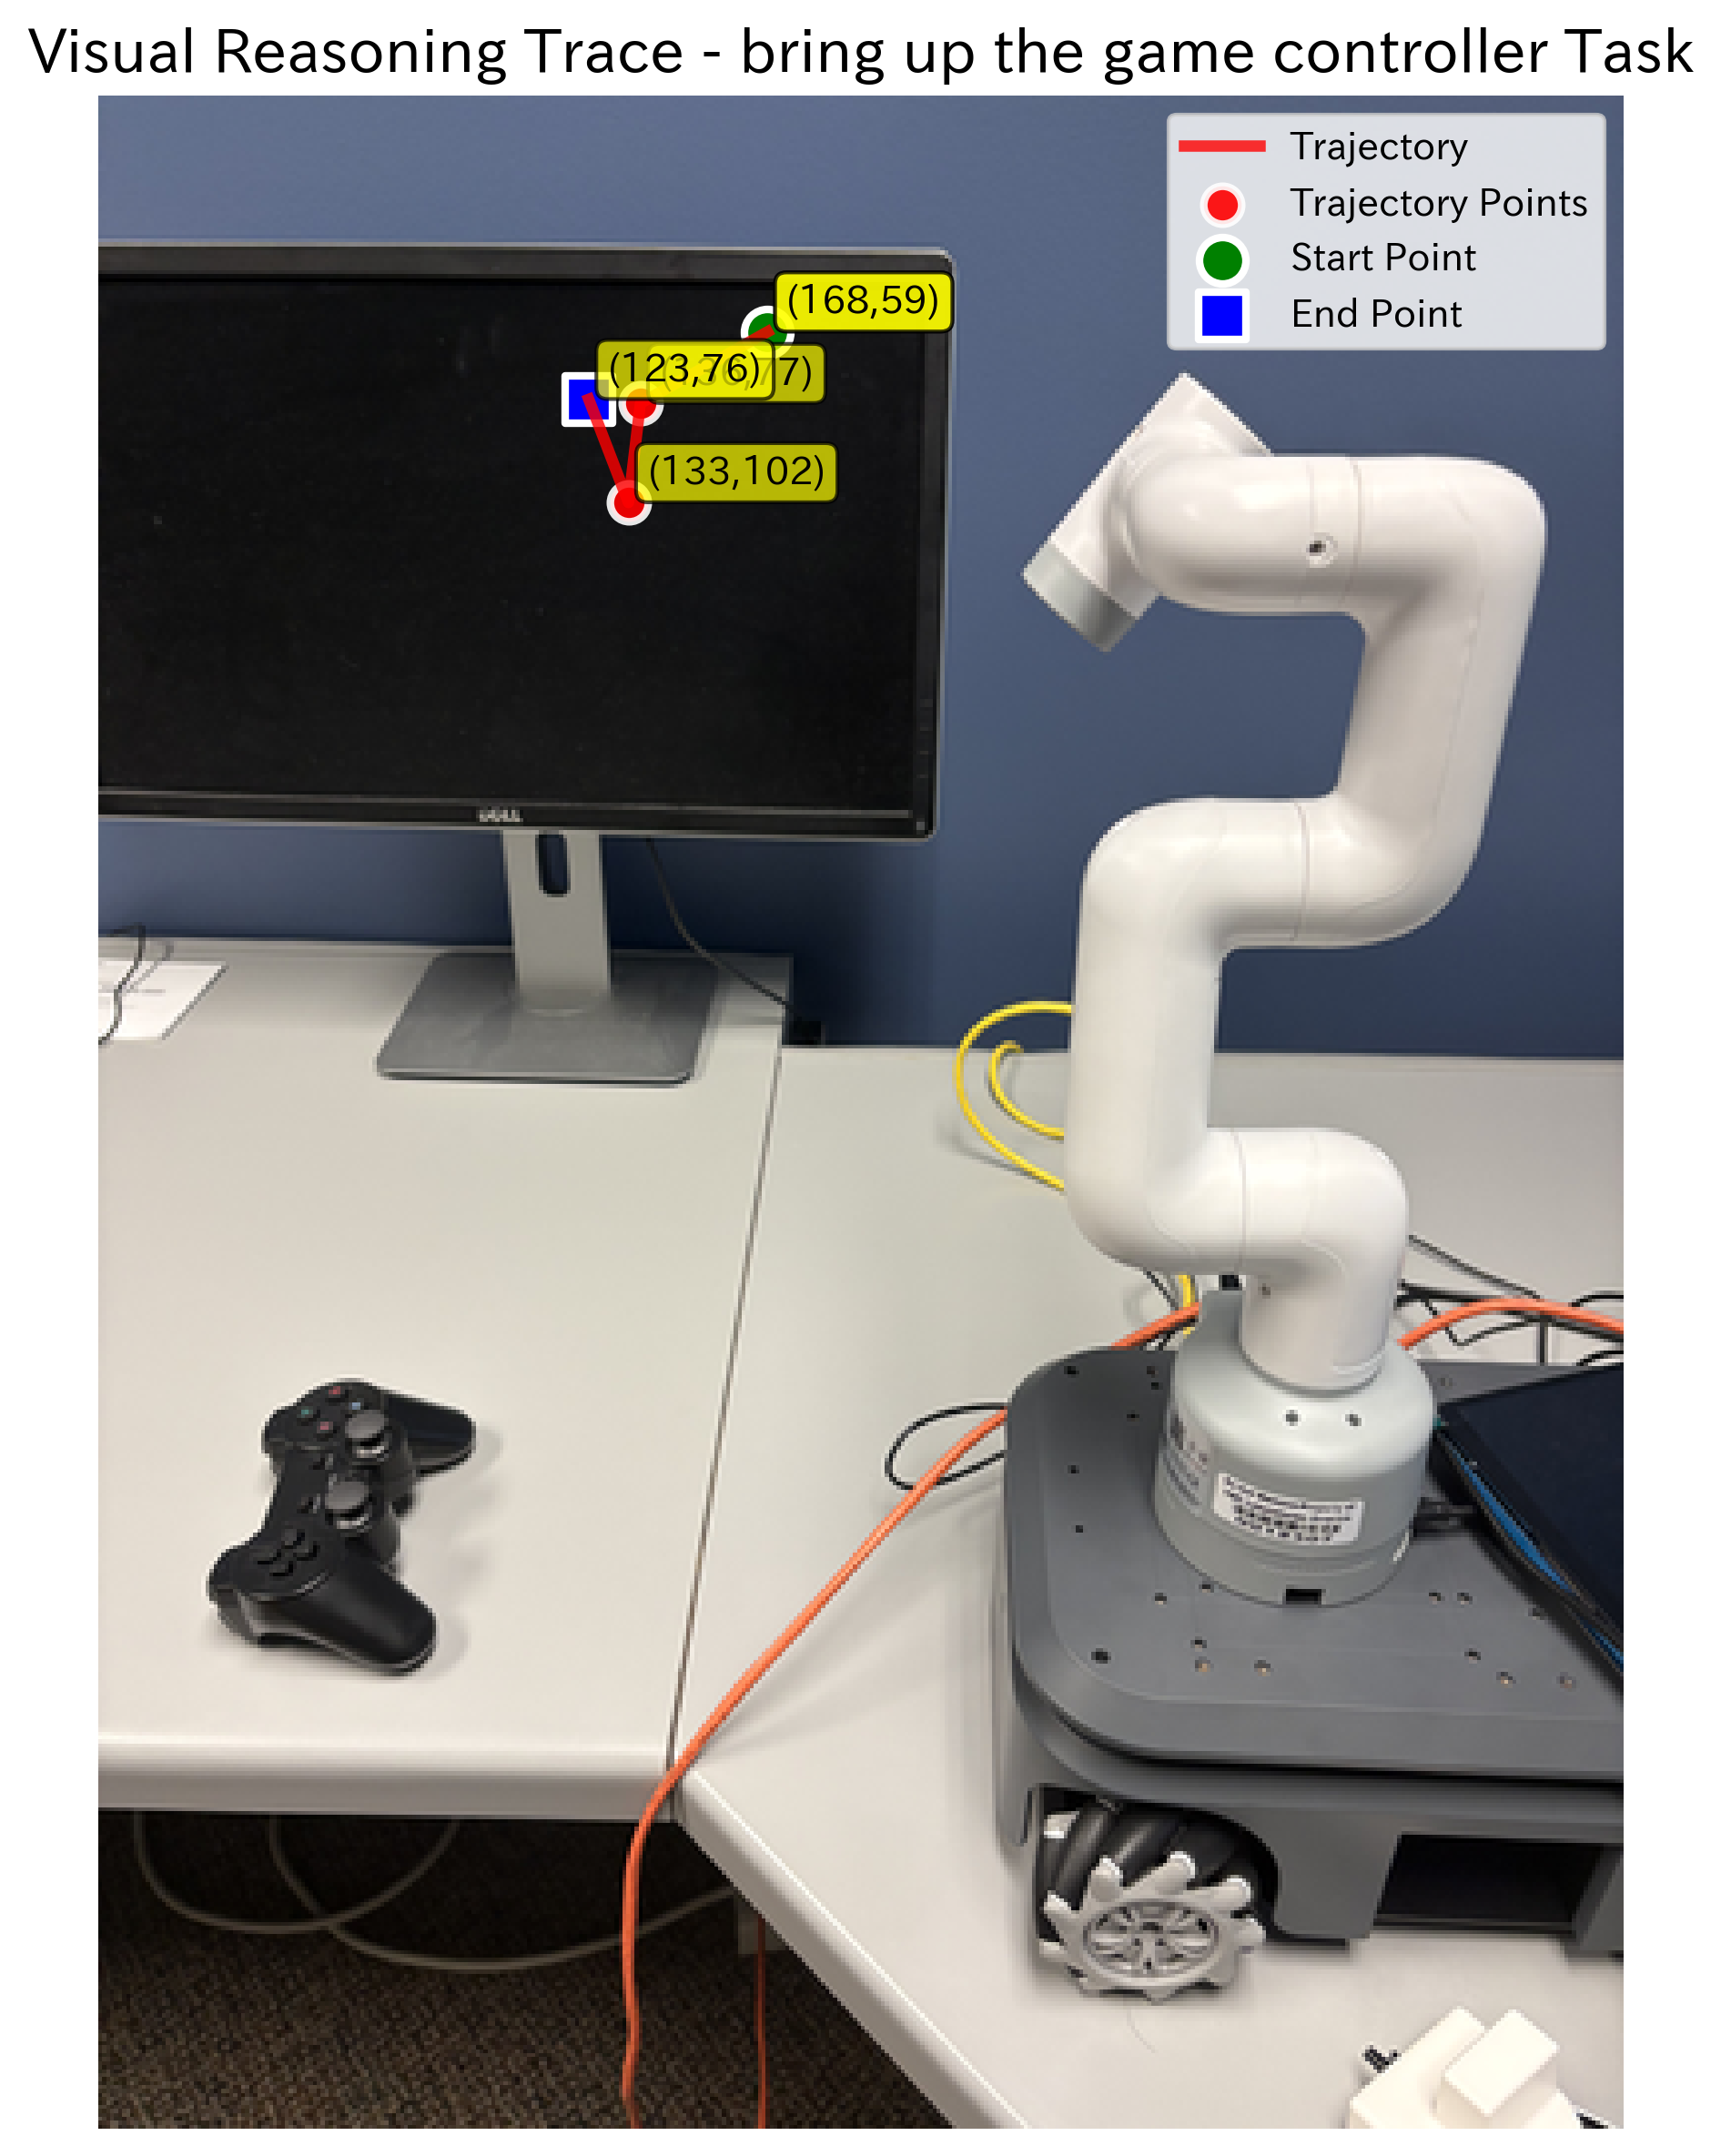 Visual Reasoning Trace - bring up the game controller Task
Trajectory
Trajectory Points
Start Point
End Point
(168,59)
(123,76)
(133,102)
DELL